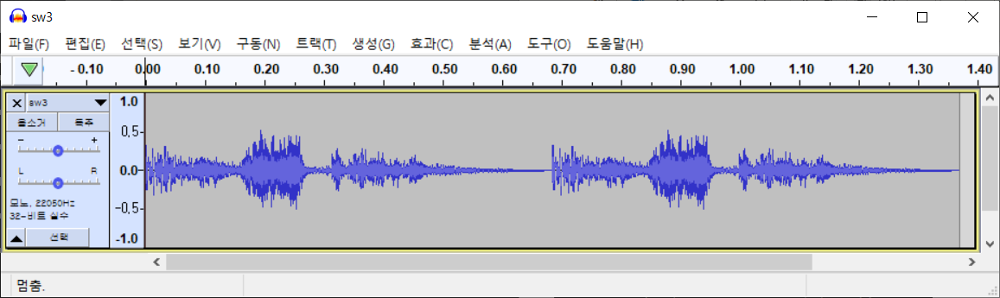 sw3
파일(F) 편집(E) 선택(S) 보기(V) 구동(N) 트랙(T) 생성(G) 효과(C) 분석(A) 도구(O) 도움말(H)
- 0.10 0.00 0.10 0.20 0.30 0.40 0.50 0.60 0.70 0.80 0.90 1.00 1.10 1.20 1.30 1.40
sw3 1.0
음소거 독주
0.5-
- +
L R 0.0-
모노, 22050Hz
-0.5-
32-비트 실수
선택 -1.0
멈춤.